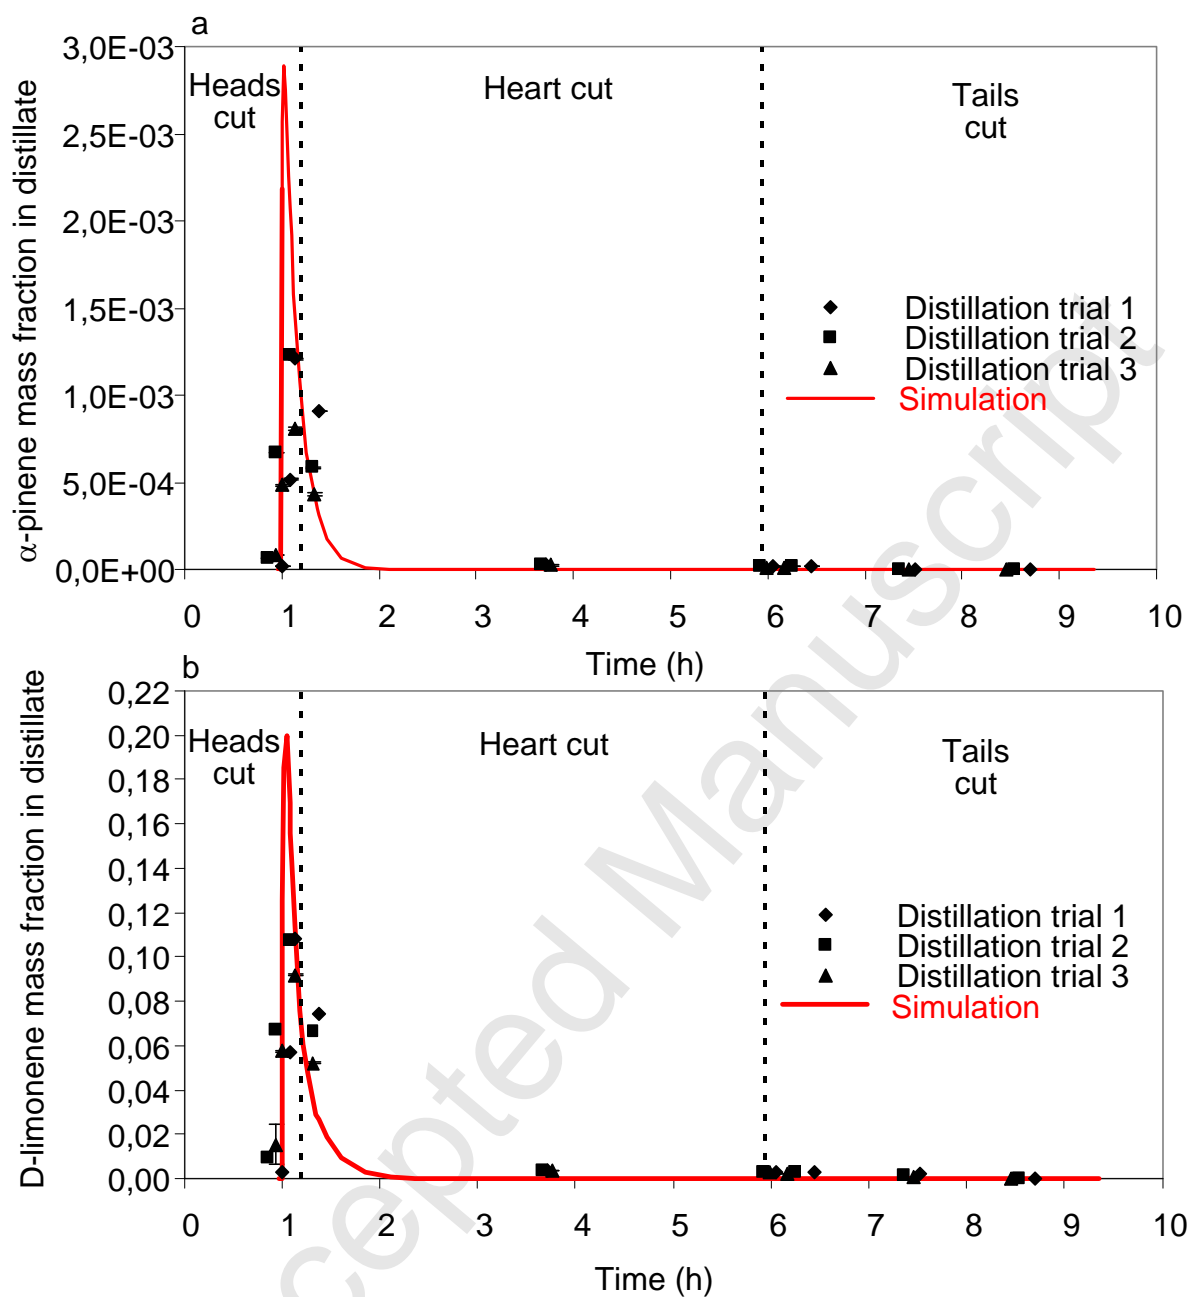 a
α-pinene mass fraction in distillate
3,0E-03
2,5E-03
2,0E-03
1,5E-03
1,0E-03
5,0E-04
0,0E+00
Heads
cut
Heart cut
Tails
cut
Distillation trial 1
Distillation trial 2
Distillation trial 3
Simulation
0 1 2 3 4 5 6 7 8 9 10
Time (h)
b
D-limonene mass fraction in distillate
0,22
0,20
0,18
0,16
0,14
0,12
0,10
0,08
0,06
0,04
0,02
0,00
Heads
cut
Heart cut
Tails
cut
Distillation trial 1
Distillation trial 2
Distillation trial 3
Simulation
0 1 2 3 4 5 6 7 8 9 10
Time (h)
cepted Manuscript